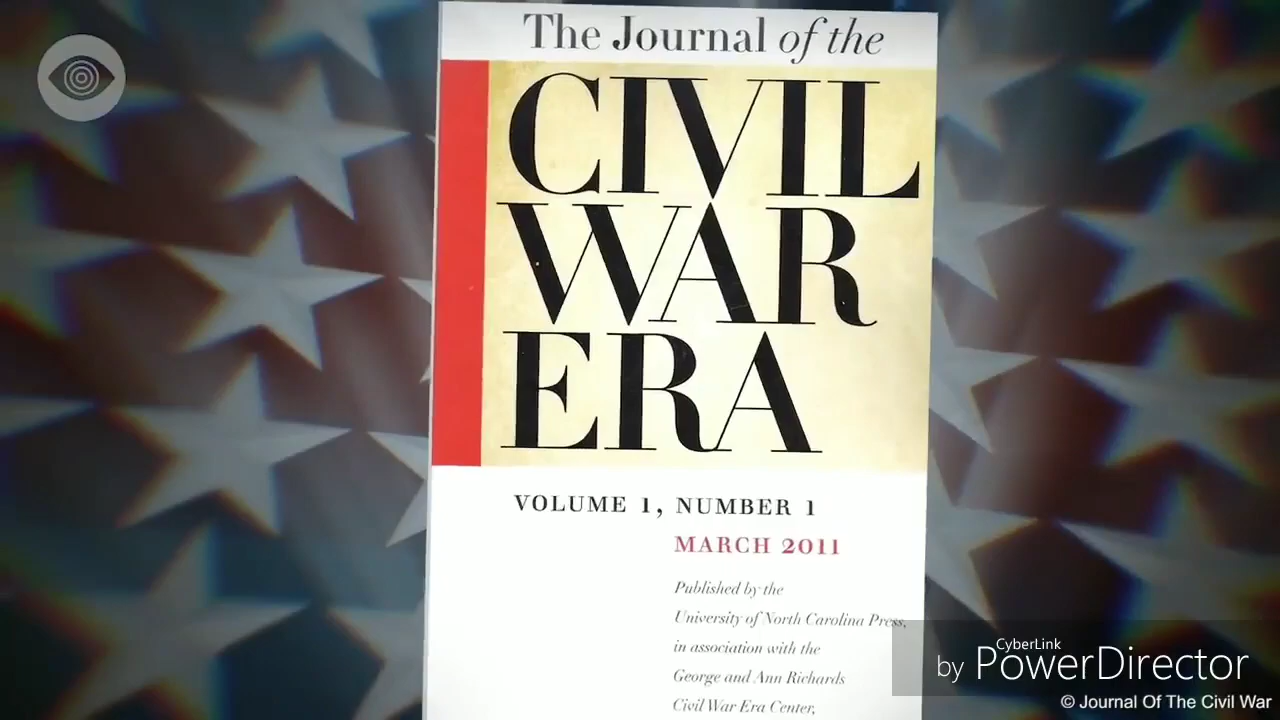 The Journal of the
CIVIL
WAR
ERA
VOLUME 1, NUMBER 1
MARCH 2011
Published by the
University of North Carolina Press,
in association with the
George and Ann Richards
Civil War Era Center,
CyberLink
by PowerDirector
© Journal Of The Civil War